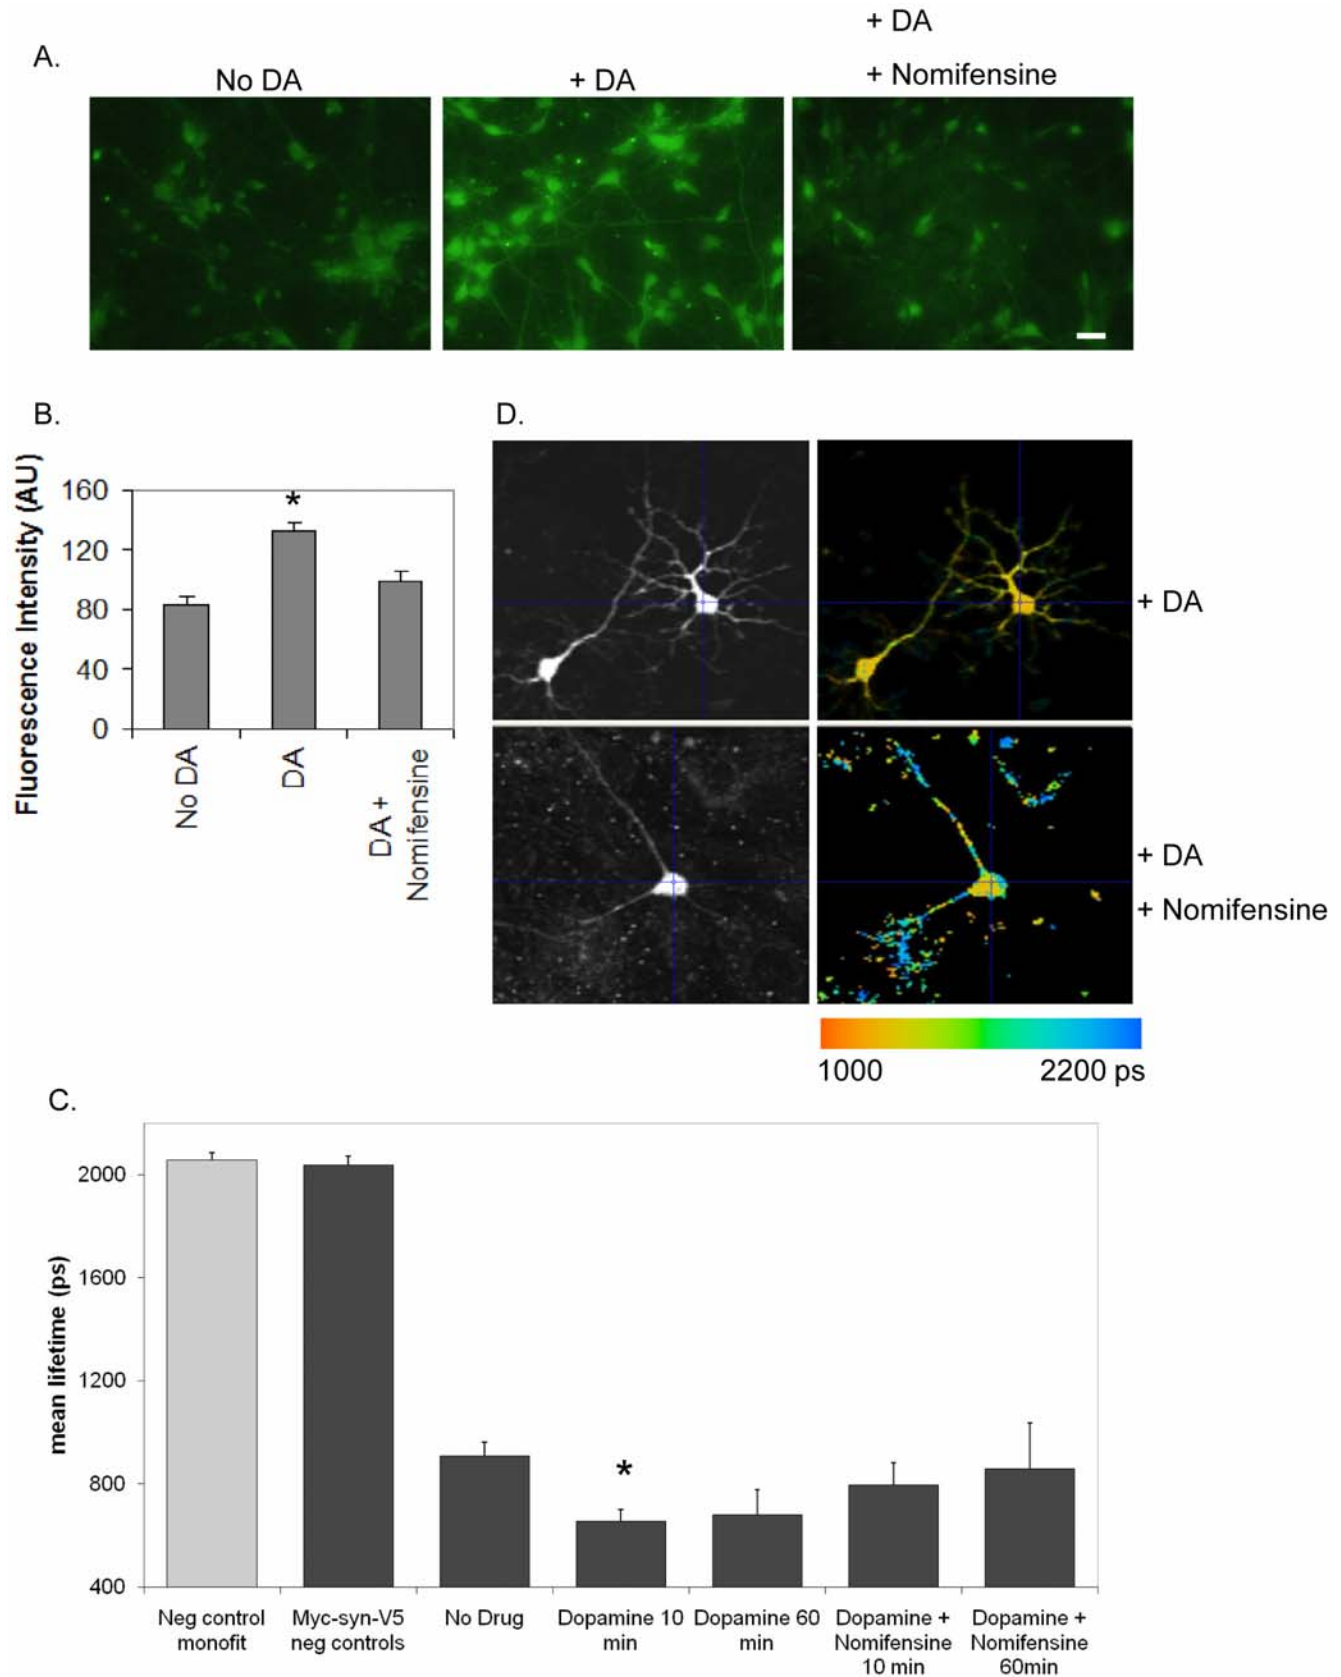 + DA
A.
No DA
+ DA
+ Nomifensine
B.
D.
Fluorescence Intensity (AU)
160
120
80
40
0
*
No DA
DA
DA +
Nomifensine
+ DA
+ DA
+ Nomifensine
1000
2200 ps
C.
mean lifetime (ps)
2000
1600
1200
800
400
*
Neg control
monofit
Myc-syn-V5
neg controls
No Drug
Dopamine 10
min
Dopamine 60
min
Dopamine +
Nomifensine
10 min
Dopamine +
Nomifensine
60min